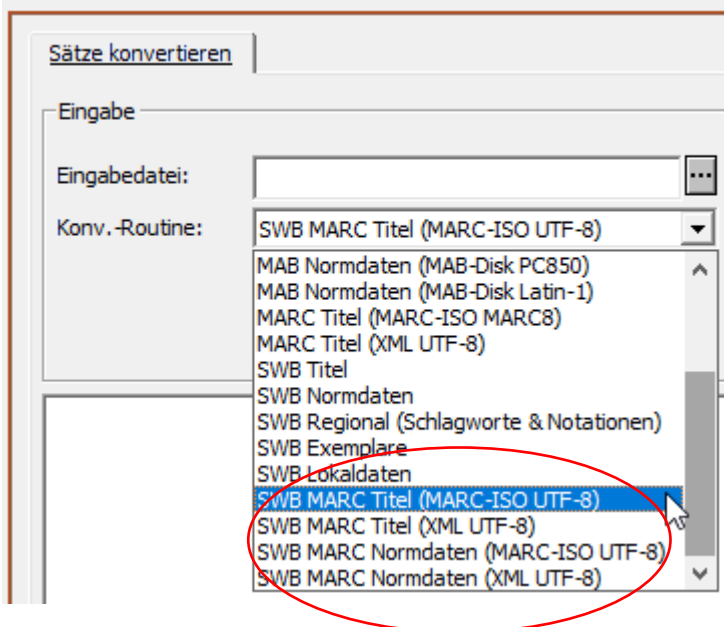 Sätze konvertieren
Eingabe
Eingabedatei:
...
Konv.-Routine:
SWB MARC Titel (MARC-ISO UTF-8)
MAB Normdaten (MAB-Disk PC850)
MAB Normdaten (MAB-Disk Latin-1)
MARC Titel (MARC-ISO MARC8)
MARC Titel (XML UTF-8)
SWB Titel
SWB Normdaten
SWB Regional (Schlagworte & Notationen)
SWB Exemplare
SWB Lokaldaten
SWB MARC Titel (MARC-ISO UTF-8)
SWB MARC Titel (XML UTF-8)
SWB MARC Normdaten (MARC-ISO UTF-8)
SWB MARC Normdaten (XML UTF-8)